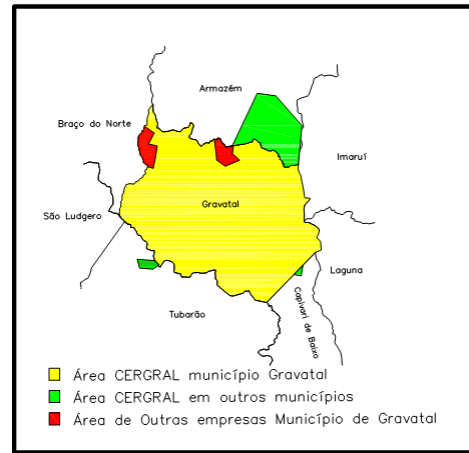 Armazém
Braço do Norte
Imaruí
Gravatal
São Ludgero
Laguna
Capivari de Baixo
Tubarão
Área CERGRAL município Gravatal
Área CERGRAL em outros municípios
Área de Outras empresas Município de Gravatal